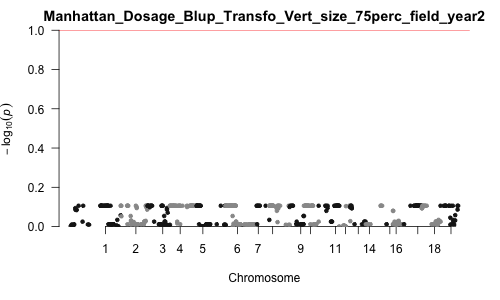 Manhattan_Dosage_Blup_Transfo_Vert_size_75perc_field_year2
1.0
0.8
0.6
0.4
0.2
0.0
−log10(p)
1 2 3 4 5 6 7 9 11 14 16 18
Chromosome